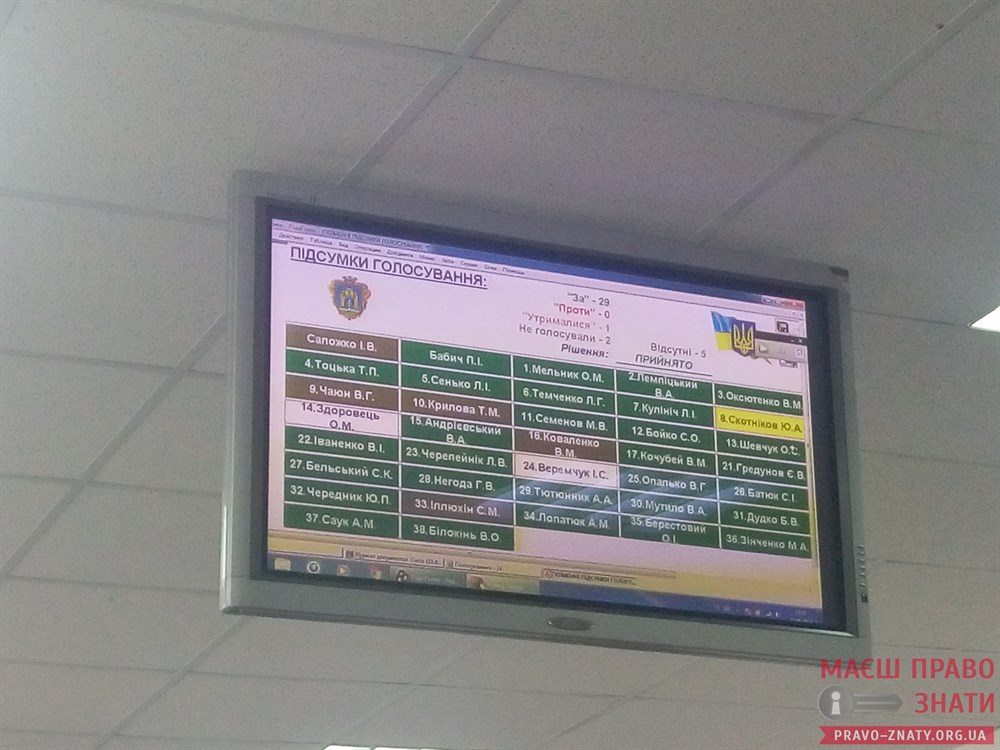 ПІДСУМКИ ГОЛОСУВАННЯ:
"За" - 29
"Проти" - 0
"Утрималися" - 1
Не голосували - 2
Відсутні - 5
Рішення: ПРИЙНЯТО
Саложко І.В. Бабич П.І. 1.Мельник О.М. 2.Лемпіцький В.А. 3.Оксютенко В.М.
4.Тоцька Т.П. 5.Сенько Л.І. 6.Темченко Л.Г. 7.Кулініч Л.І. 8.Скотніков Ю.А.
9.Чаюн В.Г. 10.Крилова Т.М. 11.Семенов М.В. 12.Бойко С.О. 13.Шевчук О.С.
14.Здоровець О.М. 15.Андрієвський В.А. 16.Коваленко В.М. 17.Кочубей В.М. 21.Гредунов Є.В.
22.Іваненко В.І. 23.Черепейнік Л.В. 24.Веремчук І.С. 25.Опалько В.Г. 26.Батюк С.І.
27.Бельський С.К. 28.Негода Г.В. 29.Тютюнник А.А. 30.Мутило В.А. 31.Дудко Б.В.
32.Чередник Ю.П. 33.Іллюхін С.М. 34.Лопатюк А.М. 35.Берестовий О.І. 36.Зінченко М.А.
37.Саук А.М. 38.Білокінь В.О.
МАЄШ ПРАВО
ЗНАТИ
PRAVO-ZNATY.ORG.UA